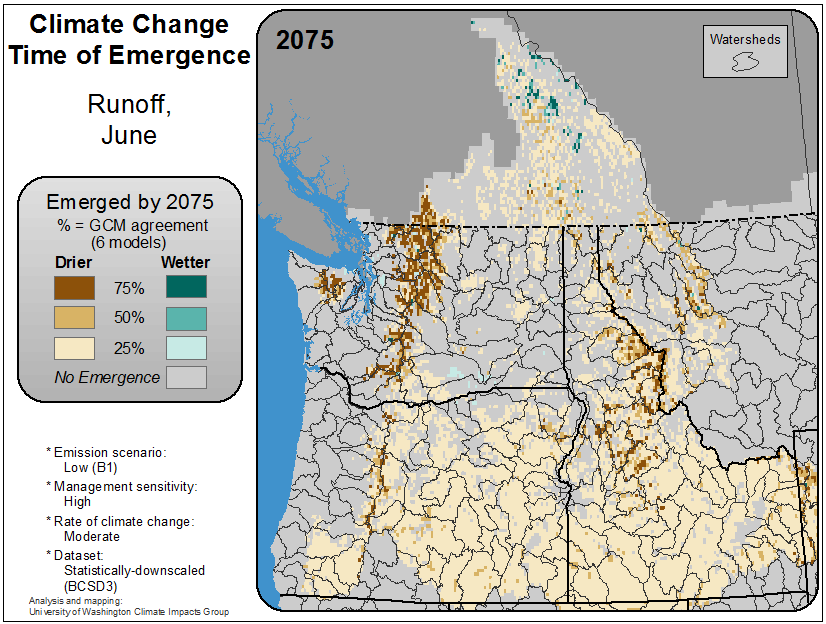 Climate Change
Time of Emergence
Runoff,
June
Emerged by 2075
% = GCM agreement
(6 models)
Drier Wetter
75%
50%
25%
No Emergence
* Emission scenario:
Low (B1)
* Management sensitivity:
High
* Rate of climate change:
Moderate
* Dataset:
Statistically-downscaled
(BCSD3)
Analysis and mapping:
University of Washington Climate Impacts Group
2075
Watersheds